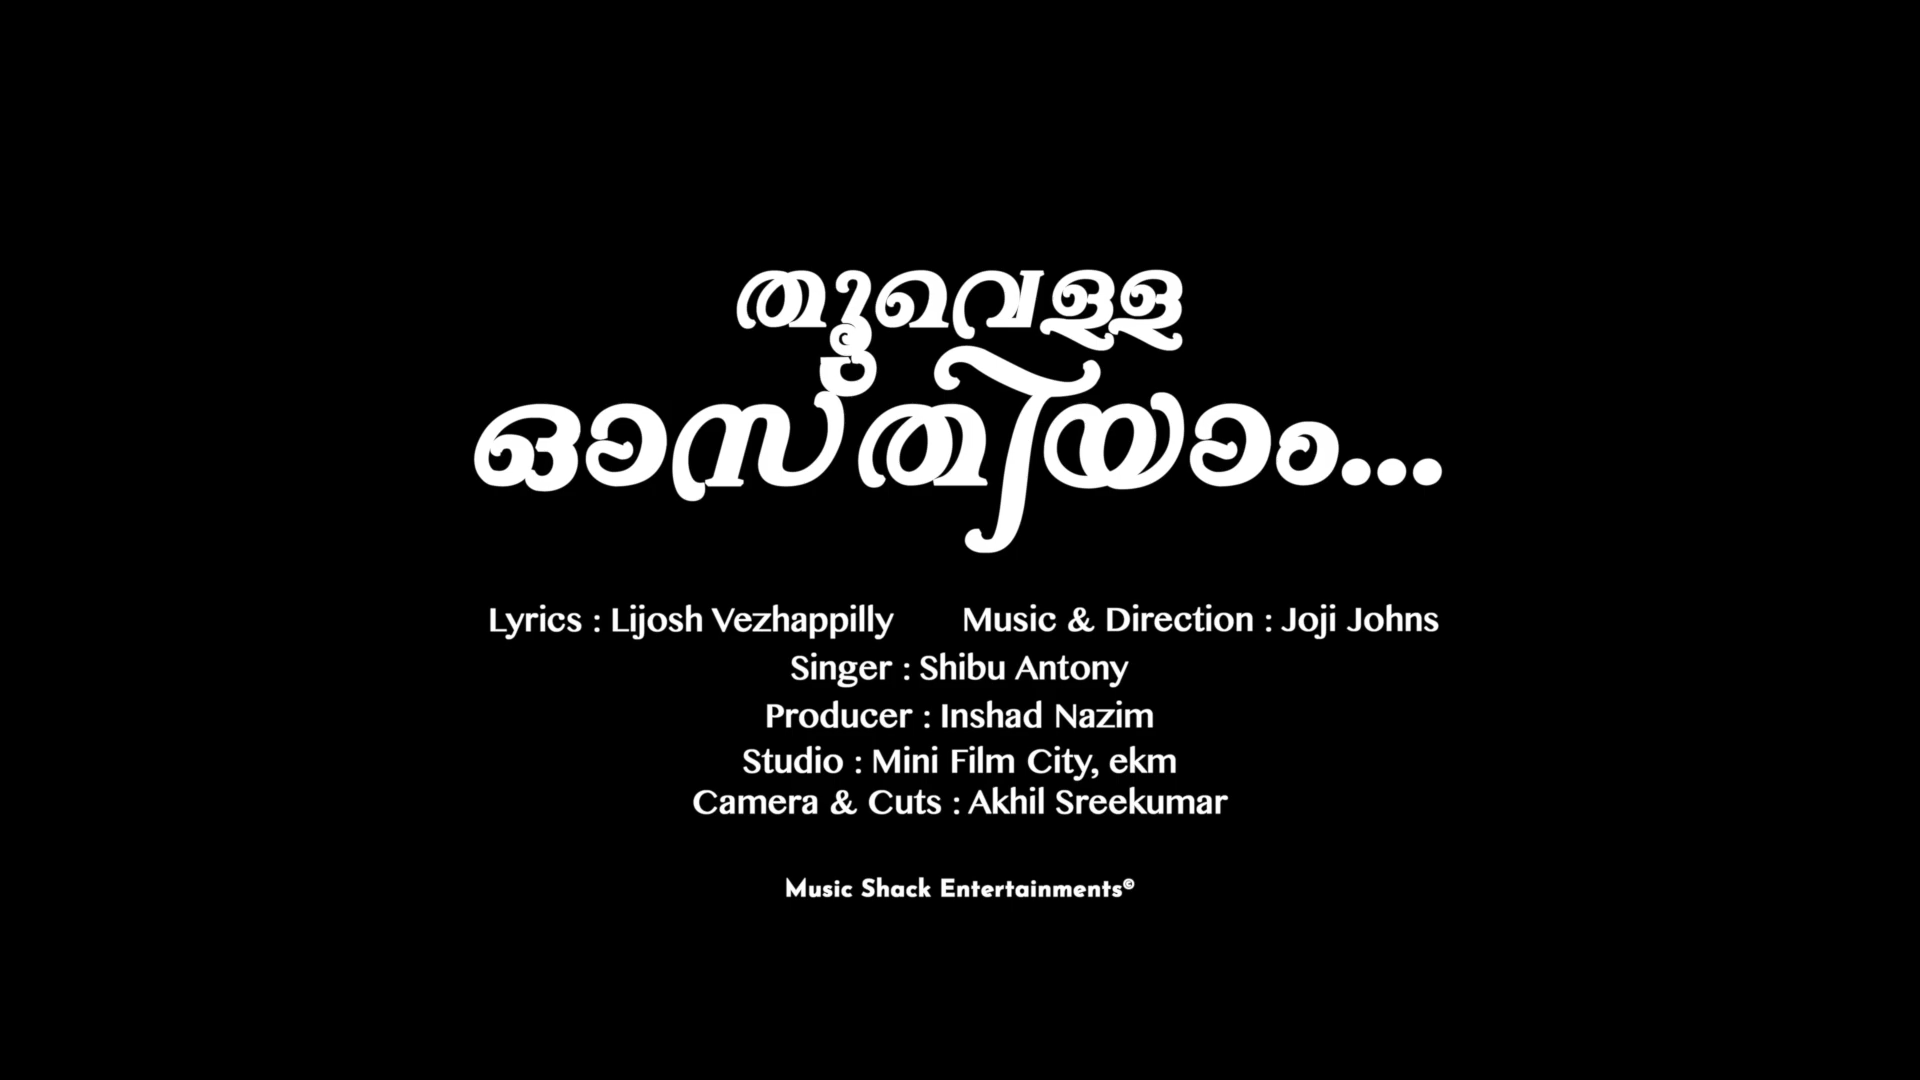 തൂവെള്ള
ഓസ്തിയാം...
Lyrics : Lijosh Vezhappilly Music & Direction : Joji Johns
Singer : Shibu Antony
Producer : Inshad Nazim
Studio : Mini Film City, ekm
Camera & Cuts : Akhil Sreekumar
Music Shack Entertainments©